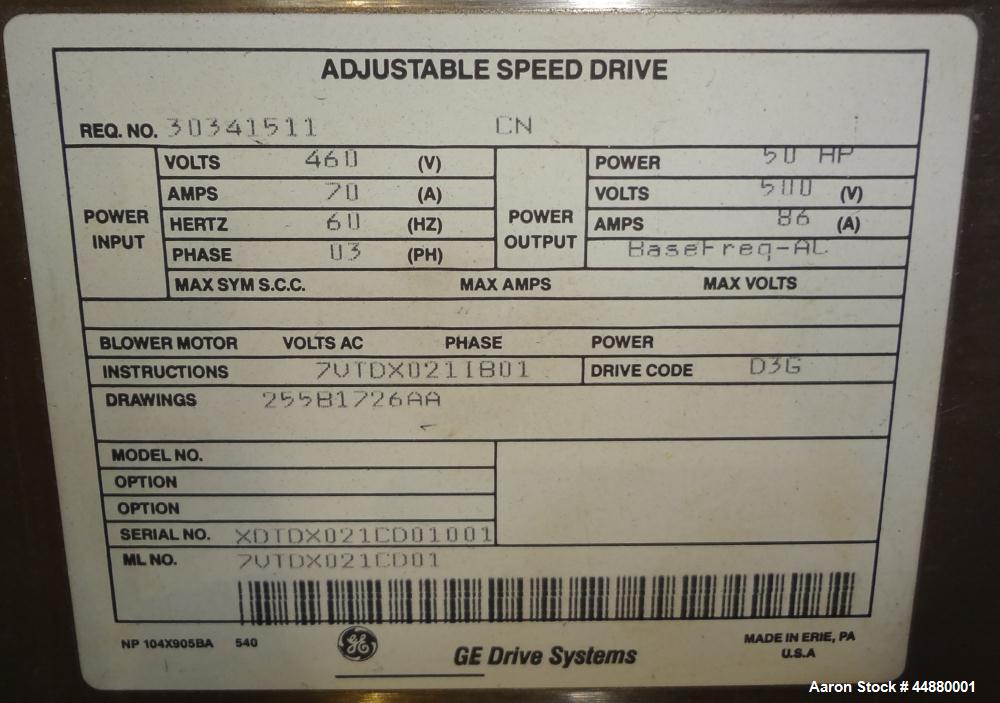 ADJUSTABLE SPEED DRIVE
REQ. NO. 30341511 CN
POWER INPUT
VOLTS 460 (V)
AMPS 70 (A)
HERTZ 60 (HZ)
PHASE 03 (PH)
POWER OUTPUT
POWER 50 HP
VOLTS 500 (V)
AMPS 86 (A)
BaseFreq-AC
MAX SYM S.C.C. MAX AMPS MAX VOLTS
BLOWER MOTOR VOLTS AC PHASE POWER
INSTRUCTIONS 7VTDX021IB01 DRIVE CODE D3G
DRAWINGS 255B1726AA
MODEL NO.
OPTION
OPTION
SERIAL NO. XDTDX021CD01001
ML NO. 7VTDX021CD01
NP 104X905BA 540
GE
GE Drive Systems
MADE IN ERIE, PA
U.S.A
Aaron Stock # 44880001